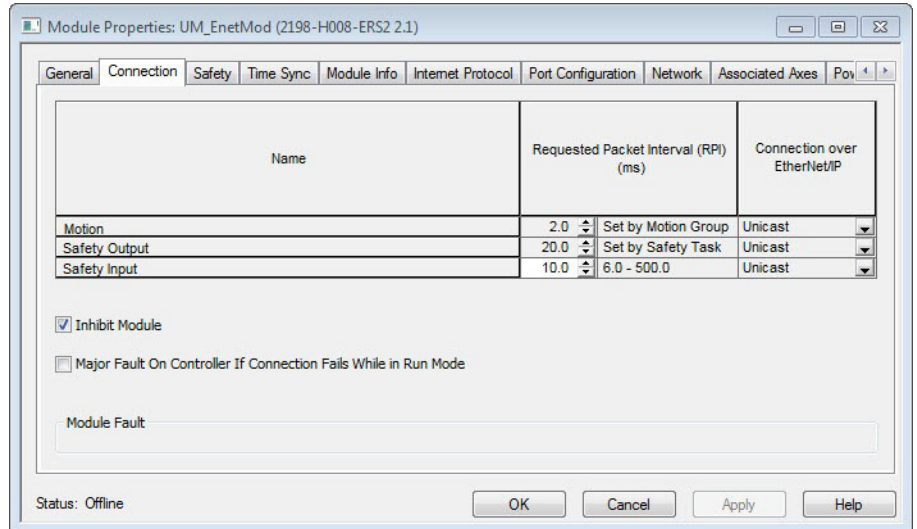 Module Properties: UM_EnetMod (2198-H008-ERS2 2.1)
General Connection Safety Time Sync Module Info Internet Protocol Port Configuration Network Associated Axes Pow
Name Requested Packet Interval (RPI) (ms) Connection over EtherNet/IP
Motion 2.0 Set by Motion Group Unicast
Safety Output 20.0 Set by Safety Task Unicast
Safety Input 10.0 6.0 - 500.0 Unicast
Inhibit Module
Major Fault On Controller If Connection Fails While in Run Mode
Module Fault
Status: Offline OK Cancel Apply Help